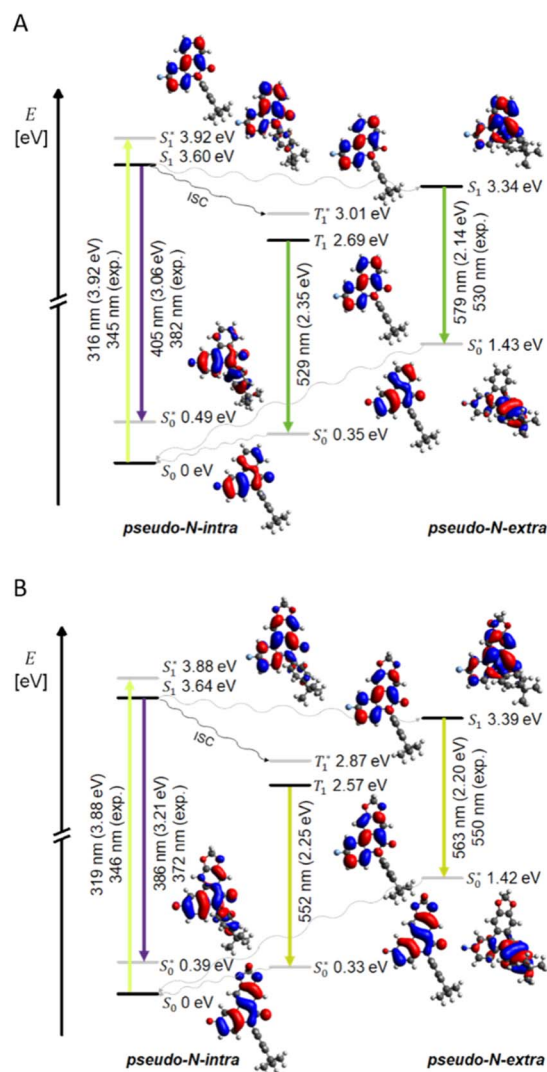 A
E
[eV]
S₁* 3.92 eV
S₁ 3.60 eV
ISC
T₁* 3.01 eV
T₁ 2.69 eV
S₁ 3.34 eV
316 nm (3.92 eV)
345 nm (exp.)
405 nm (3.06 eV)
382 nm (exp.)
529 nm (2.35 eV)
579 nm (2.14 eV)
530 nm (exp.)
S₀* 1.43 eV
S₀* 0.49 eV
S₀* 0.35 eV
S₀ 0 eV
pseudo-N-intra
pseudo-N-extra
B
E
[eV]
S₁* 3.88 eV
S₁ 3.64 eV
ISC
T₁* 2.87 eV
T₁ 2.57 eV
S₁ 3.39 eV
319 nm (3.88 eV)
346 nm (exp.)
386 nm (3.21 eV)
372 nm (exp.)
552 nm (2.25 eV)
563 nm (2.20 eV)
550 nm (exp.)
S₀* 1.42 eV
S₀* 0.39 eV
S₀* 0.33 eV
S₀ 0 eV
pseudo-N-intra
pseudo-N-extra